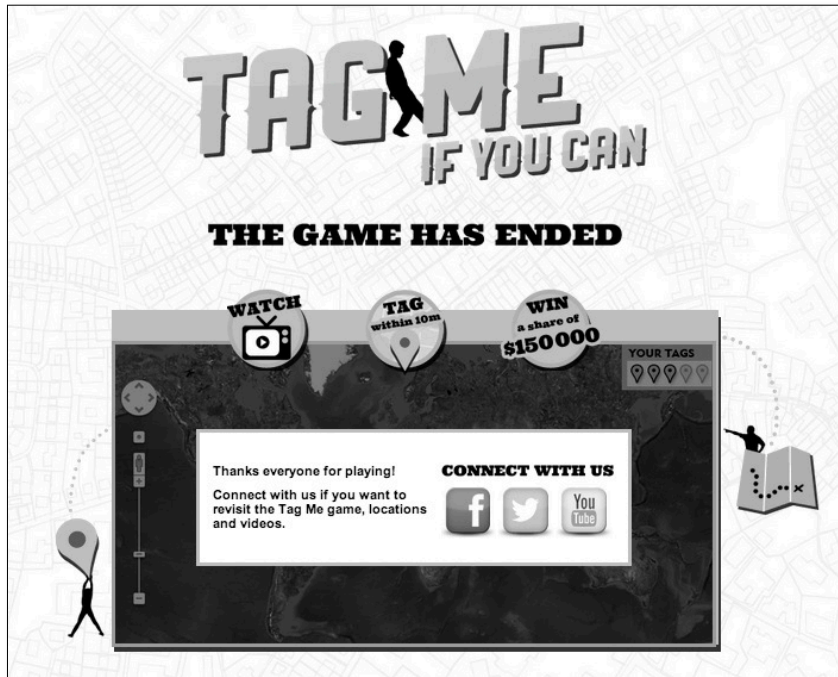 TAG ME
IF YOU CAN
THE GAME HAS ENDED
WATCH
TAG
within 10m
WIN
a share of
$150000
YOUR TAGS
Thanks everyone for playing!
Connect with us if you want to
revisit the Tag Me game, locations
and videos.
CONNECT WITH US
f
You
Tube